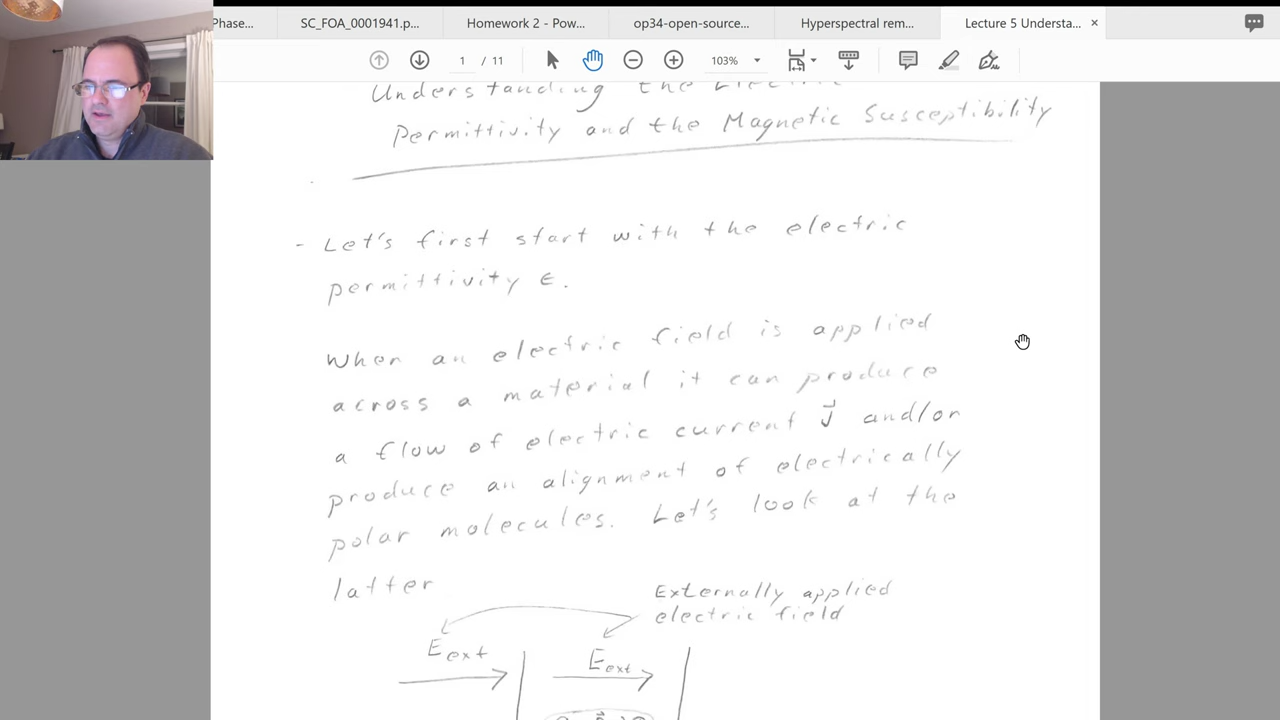 Phase...
SC_FOA_0001941.p...
Homework 2 - Pow...
op34-open-source...
Hyperspectral rem...
Lecture 5 Understa...
1 / 11
103%
Understanding the Electric
Permittivity and the Magnetic Susceptibility
- Let's first start with the electric
permittivity ϵ.
When an electric field is applied
across a material it can produce
a flow of electric current J⃗ and/or
produce an alignment of electrically
polar molecules. Let's look at the
latter
Externally applied
electric field
Eext
Eext